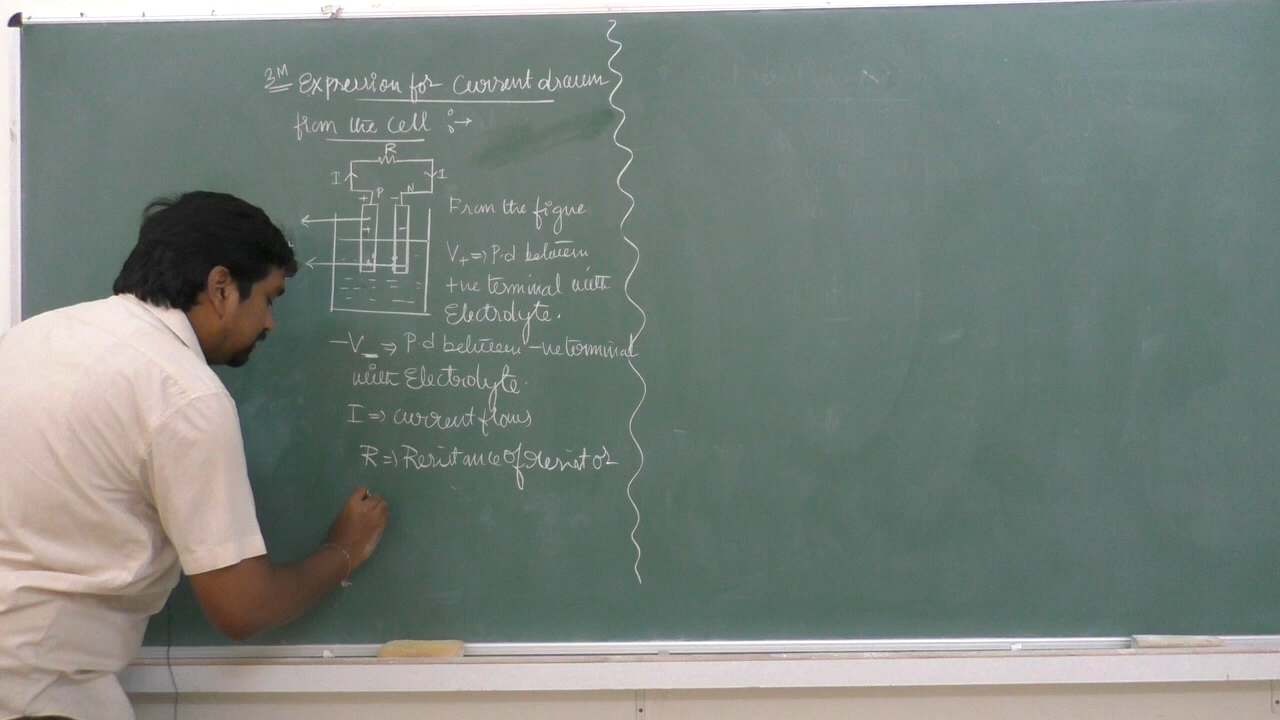 3M Expression for current drawn
from the cell :→
R
I I
+ P - N
From the figure
V+ ⇒ P.d between
+ve terminal with
Electrolyte.
-V_ ⇒ P d between -ve terminal
with Electrolyte.
I ⇒ current flows
R ⇒ Resistance of resistor